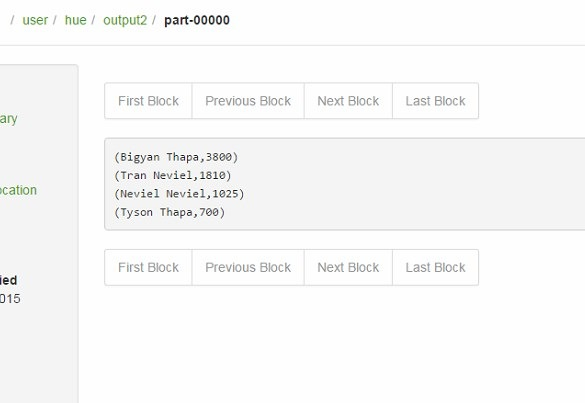 / user / hue / output2 / part-00000
First Block Previous Block Next Block Last Block
ary
(Bigyan Thapa,3800)
(Tran Neviel,1810)
ocation
(Neviel Neviel,1025)
(Tyson Thapa,700)
First Block Previous Block Next Block Last Block
ied
015